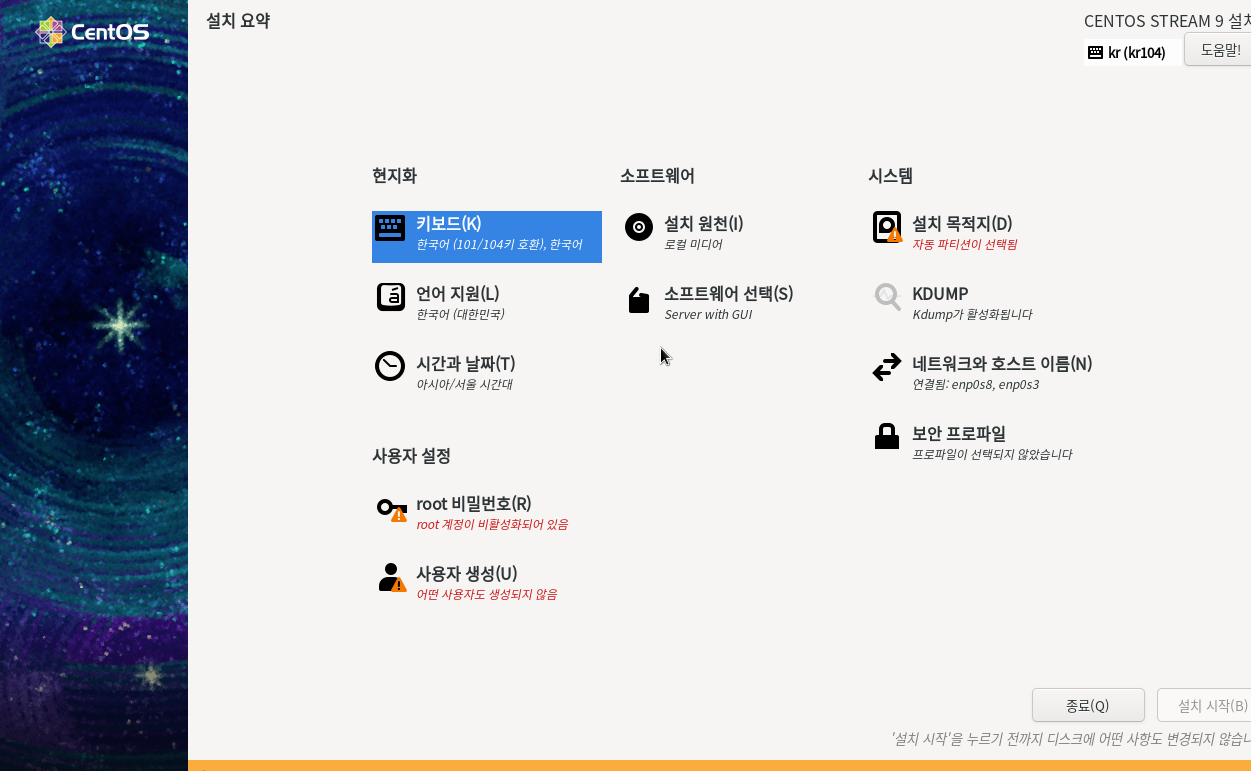 CentOS
설치 요약
CENTOS STREAM 9 설치
kr (kr104)
도움말!
현지화
키보드(K)
한국어 (101/104키 호환), 한국어
언어 지원(L)
한국어 (대한민국)
시간과 날짜(T)
아시아/서울 시간대
소프트웨어
설치 원천(I)
로컬 미디어
소프트웨어 선택(S)
Server with GUI
시스템
설치 목적지(D)
자동 파티션이 선택됨
KDUMP
Kdump가 활성화됩니다
네트워크와 호스트 이름(N)
연결됨: enp0s8, enp0s3
보안 프로파일
프로파일이 선택되지 않았습니다
사용자 설정
root 비밀번호(R)
root 계정이 비활성화되어 있음
사용자 생성(U)
어떤 사용자도 생성되지 않음
종료(Q)
설치 시작(B)
'설치 시작'을 누르기 전까지 디스크에 어떤 사항도 변경되지 않습니